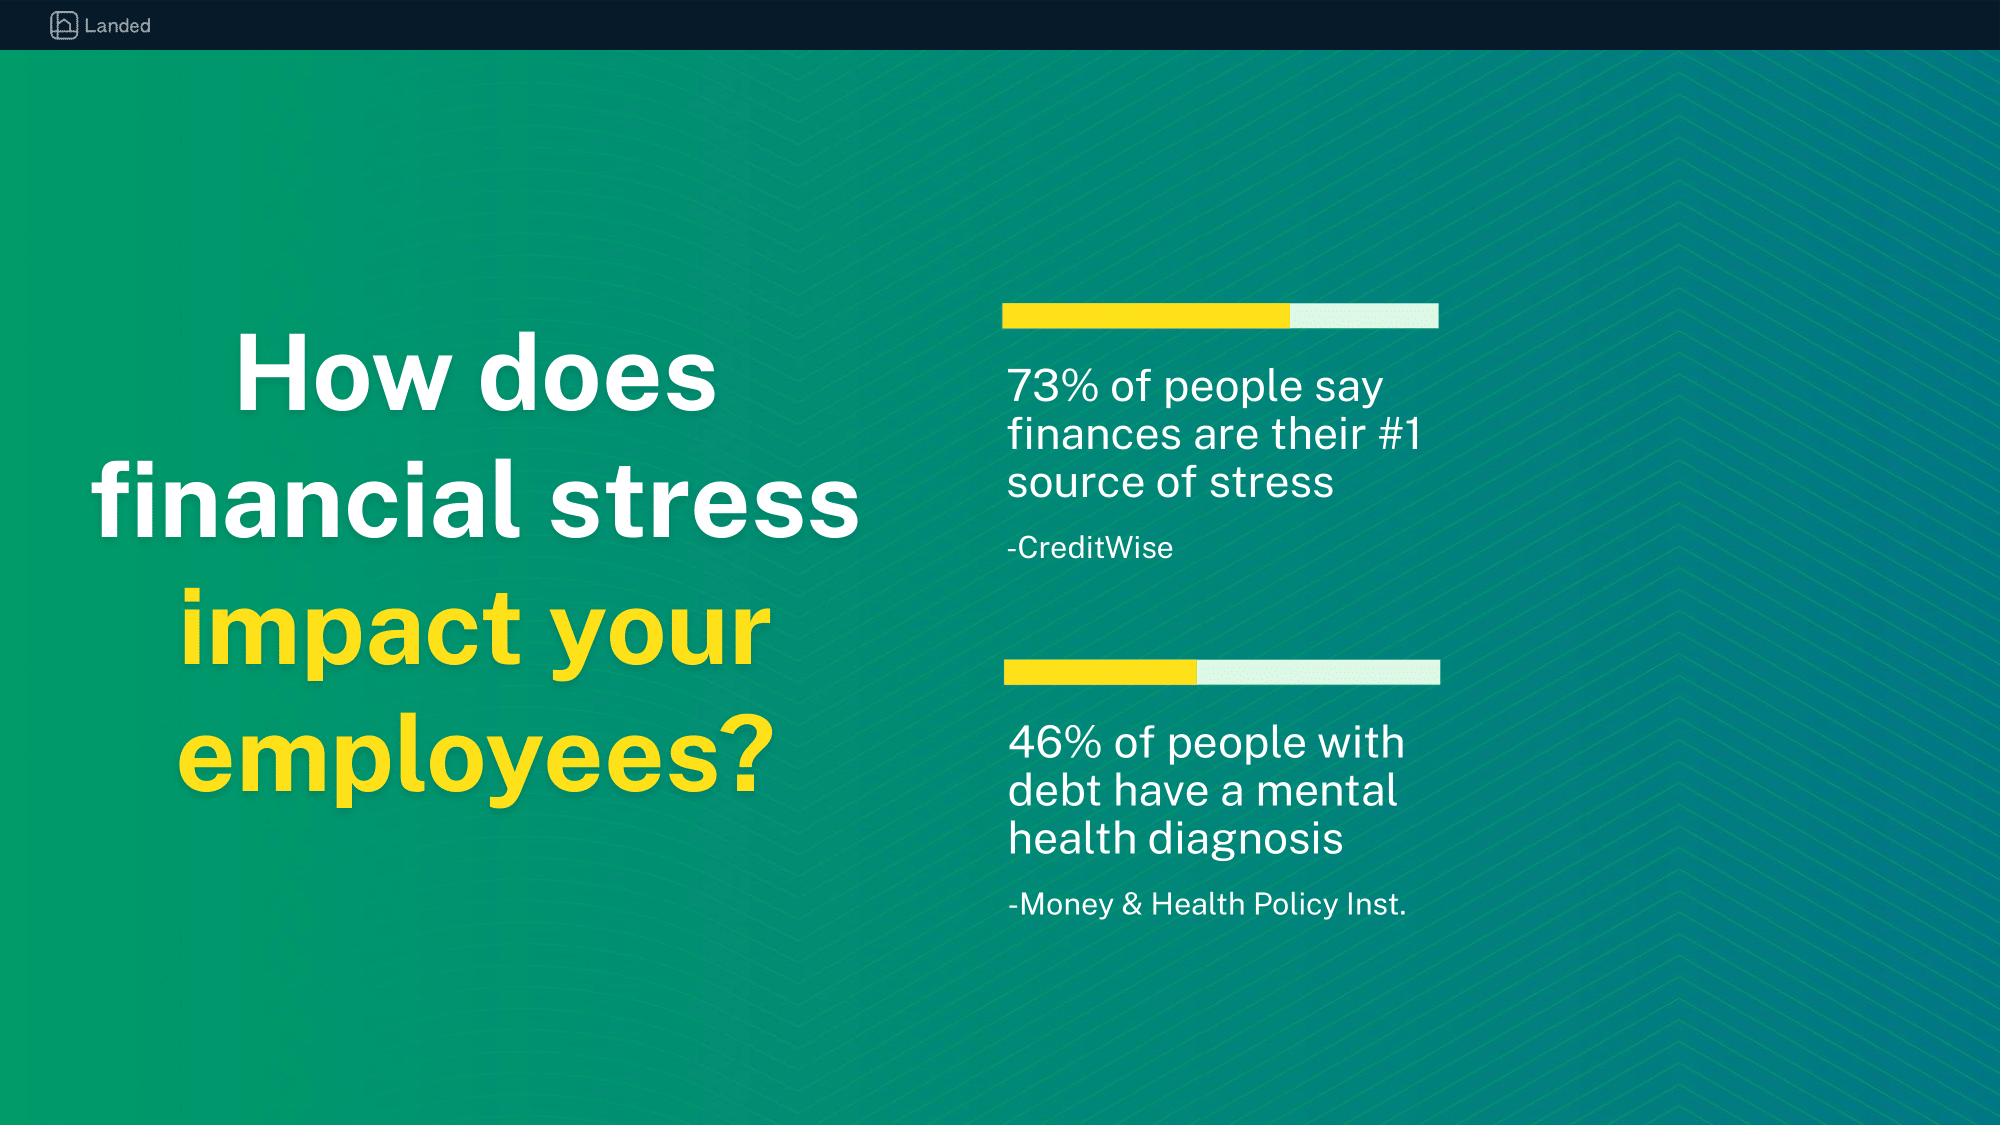 Landed
How does
financial stress
impact your
employees?
73% of people say
finances are their #1
source of stress
-CreditWise
46% of people with
debt have a mental
health diagnosis
-Money & Health Policy Inst.